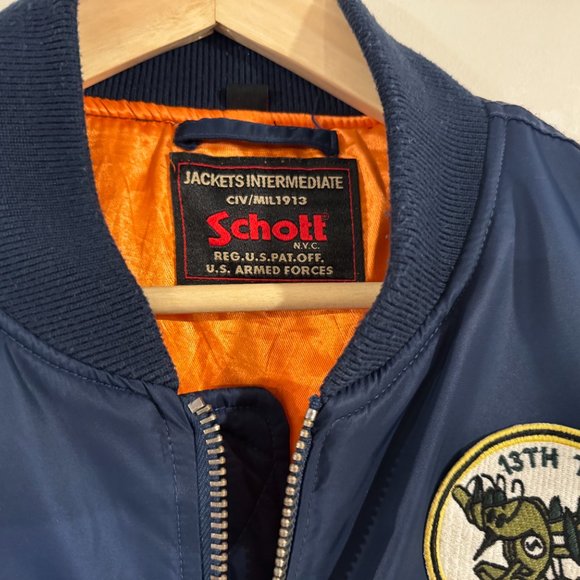 JACKETS INTERMEDIATE
CIV/MIL1913
Schott
N.Y.C.
REG.U.S.PAT.OFF.
U.S. ARMED FORCES
13TH